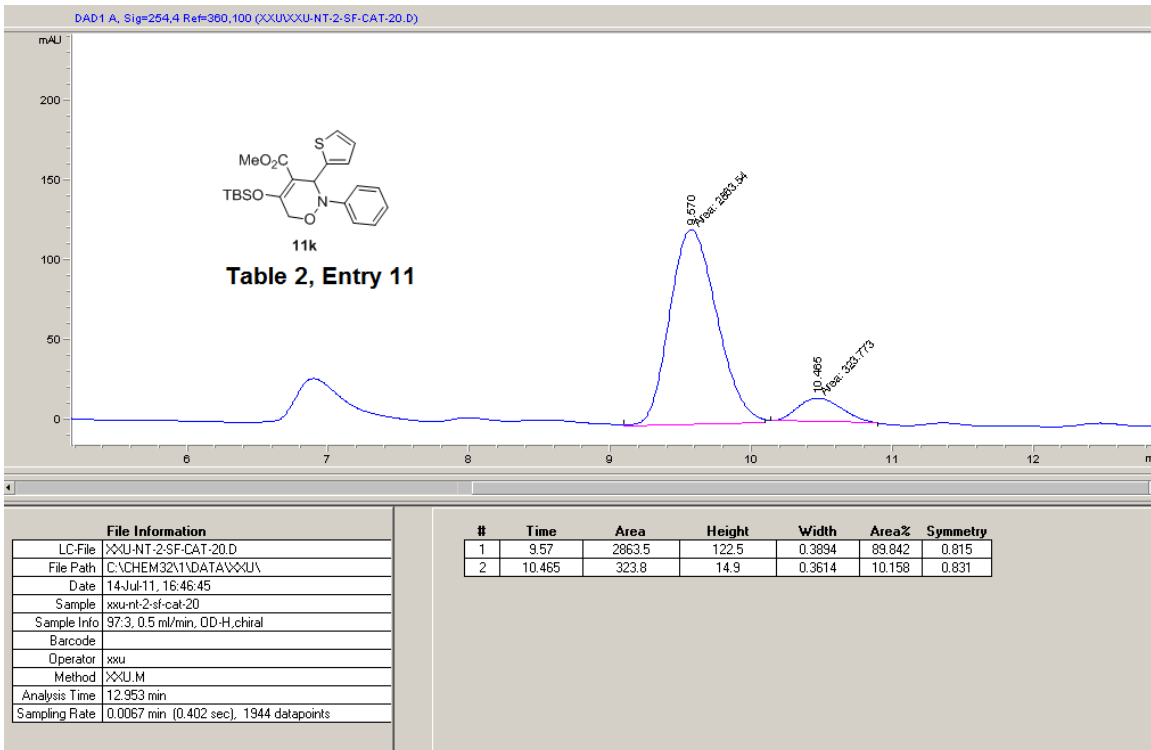 DAD1 A, Sig=254,4 Ref=360,100 (XXU\XXU-NT-2-SF-CAT-20.D)
mAU
200
150
100
50
0
MeO2C
S
TBSO
N
O
11k
Table 2, Entry 11
9.570
Area: 2863.54
10.465
Area: 323.773
6 7 8 9 10 11 12 m
File Information
LC-File XXU-NT-2-SF-CAT-20.D
File Path C:\CHEM32\1\DATA\XXU\
Date 14-Jul-11, 16:46:45
Sample xxu-nt-2-sf-cat-20
Sample Info 97:3, 0.5 ml/min, OD-H,chiral
Barcode
Operator xxu
Method XXU.M
Analysis Time 12.953 min
Sampling Rate 0.0067 min (0.402 sec), 1944 datapoints
# Time Area Height Width Area% Symmetry
1 9.57 2863.5 122.5 0.3894 89.842 0.815
2 10.465 323.8 14.9 0.3614 10.158 0.831